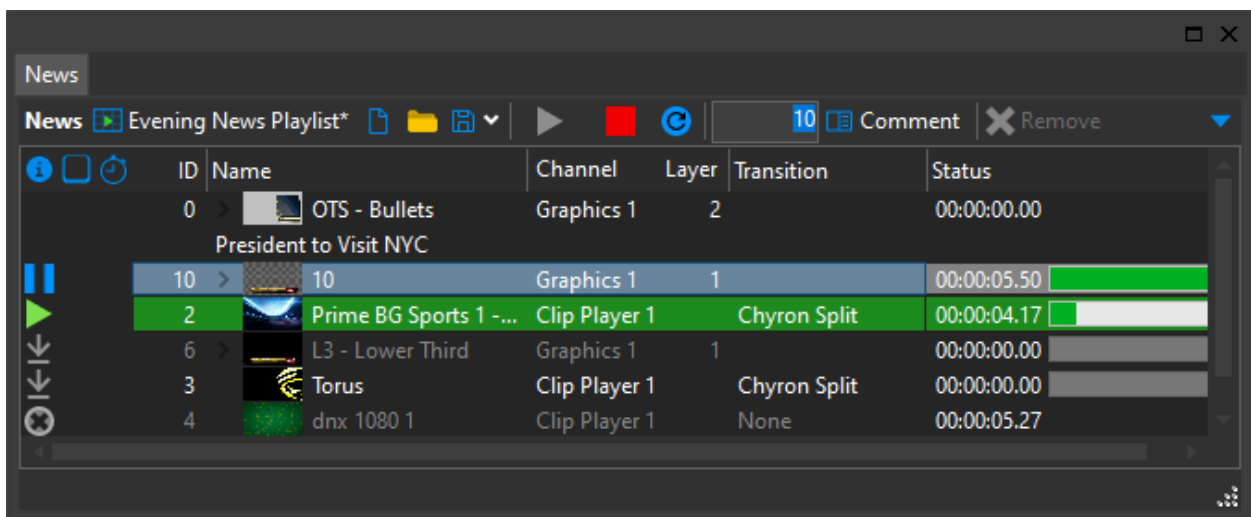 News
News Evening News Playlist* 10 Comment Remove
ID Name Channel Layer Transition Status
0 OTS - Bullets Graphics 1 2 00:00:00.00
President to Visit NYC
10 10 Graphics 1 1 00:00:05.50
2 Prime BG Sports 1 -... Clip Player 1 Chyron Split 00:00:04.17
6 L3 - Lower Third Graphics 1 1 00:00:00.00
3 Torus Clip Player 1 Chyron Split 00:00:00.00
4 dnx 1080 1 Clip Player 1 None 00:00:05.27